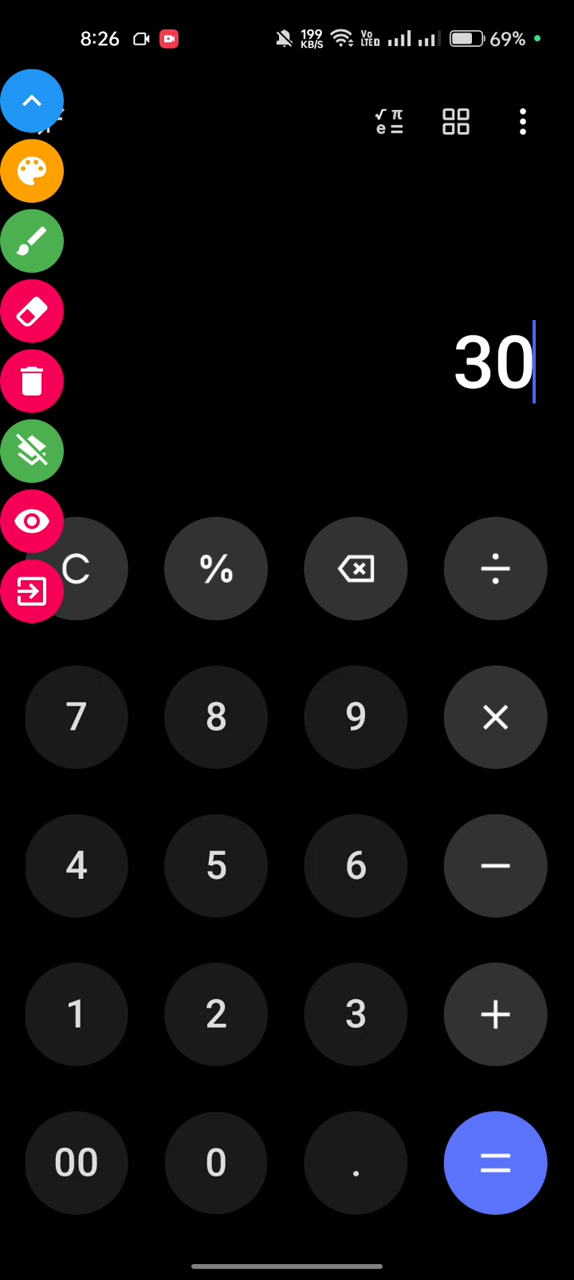 8:26 199 KB/S Vo LTE 69%
√ π
e =
30
C % ÷
7 8 9 ×
4 5 6 −
1 2 3 +
00 0 . =